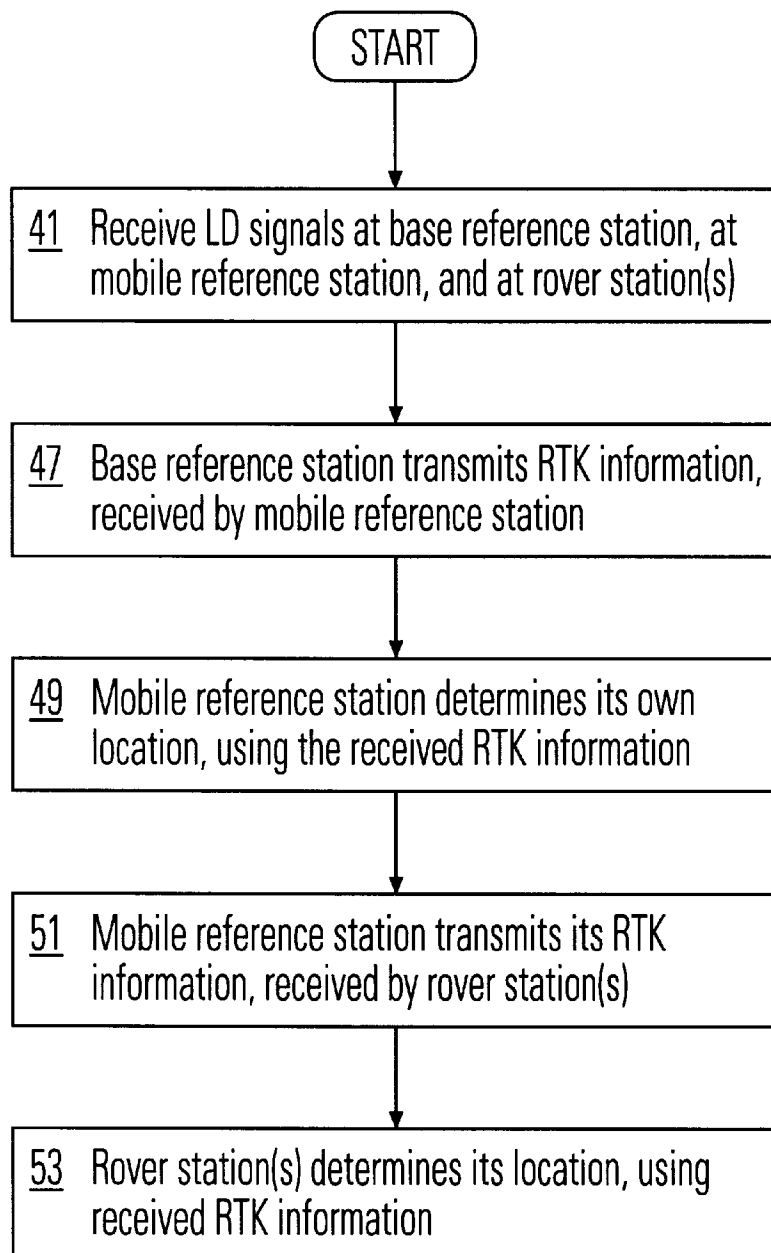 START
41 Receive LD signals at base reference station, at
mobile reference station, and at rover station(s)
47 Base reference station transmits RTK information,
received by mobile reference station
49 Mobile reference station determines its own
location, using the received RTK information
51 Mobile reference station transmits its RTK
information, received by rover station(s)
53 Rover station(s) determines its location, using
received RTK information